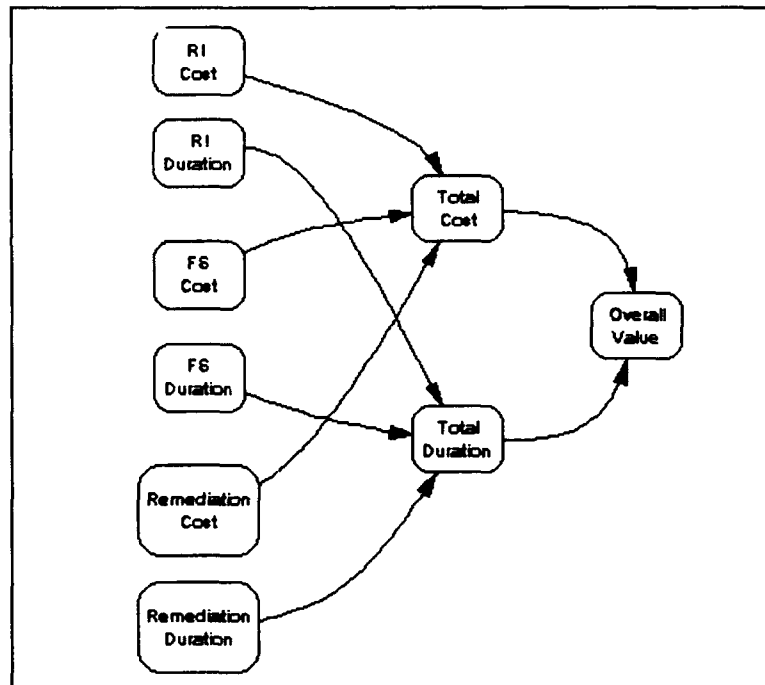 RI
Cost
RI
Duration
FS
Cost
FS
Duration
Remediation
Cost
Remediation
Duration
Total
Cost
Total
Duration
Overall
Value